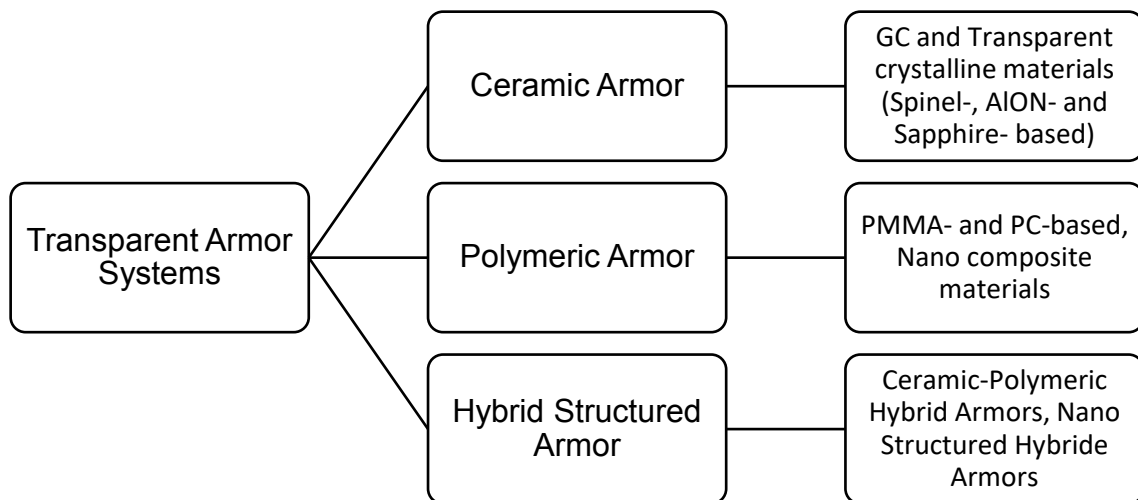 Transparent Armor
Systems
Ceramic Armor
GC and Transparent
crystalline materials
(Spinel-, AlON- and
Sapphire- based)
Polymeric Armor
PMMA- and PC-based,
Nano composite
materials
Hybrid Structured
Armor
Ceramic-Polymeric
Hybrid Armors, Nano
Structured Hybride
Armors